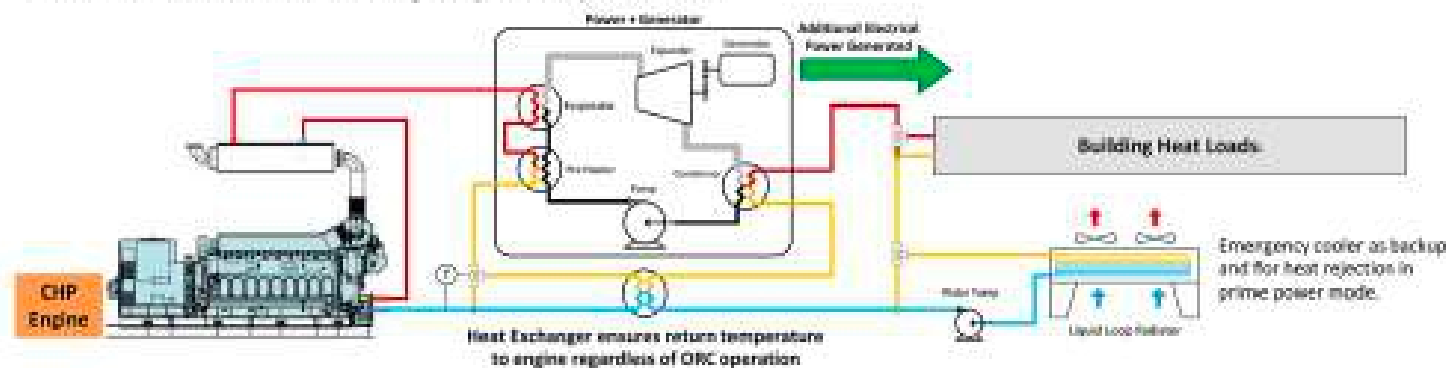 Power + Generator
Additional Electrical
Power Generated
Expander
Generator
Evaporator
Pre-Heater
Condenser
Pump
Building Heat Loads.
CHP
Engine
T
Heat Exchanger ensures return temperature
to engine regardless of ORC operation
Water Pump
Liquid Loop Radiator
Emergency cooler as backup
and flor heat rejection in
prime power mode.